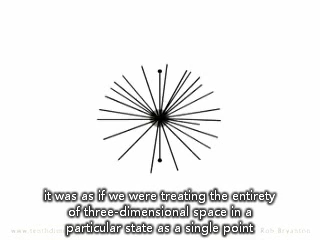 it was as if we were treating the entirety
of three-dimensional space in a
particular state as a single point